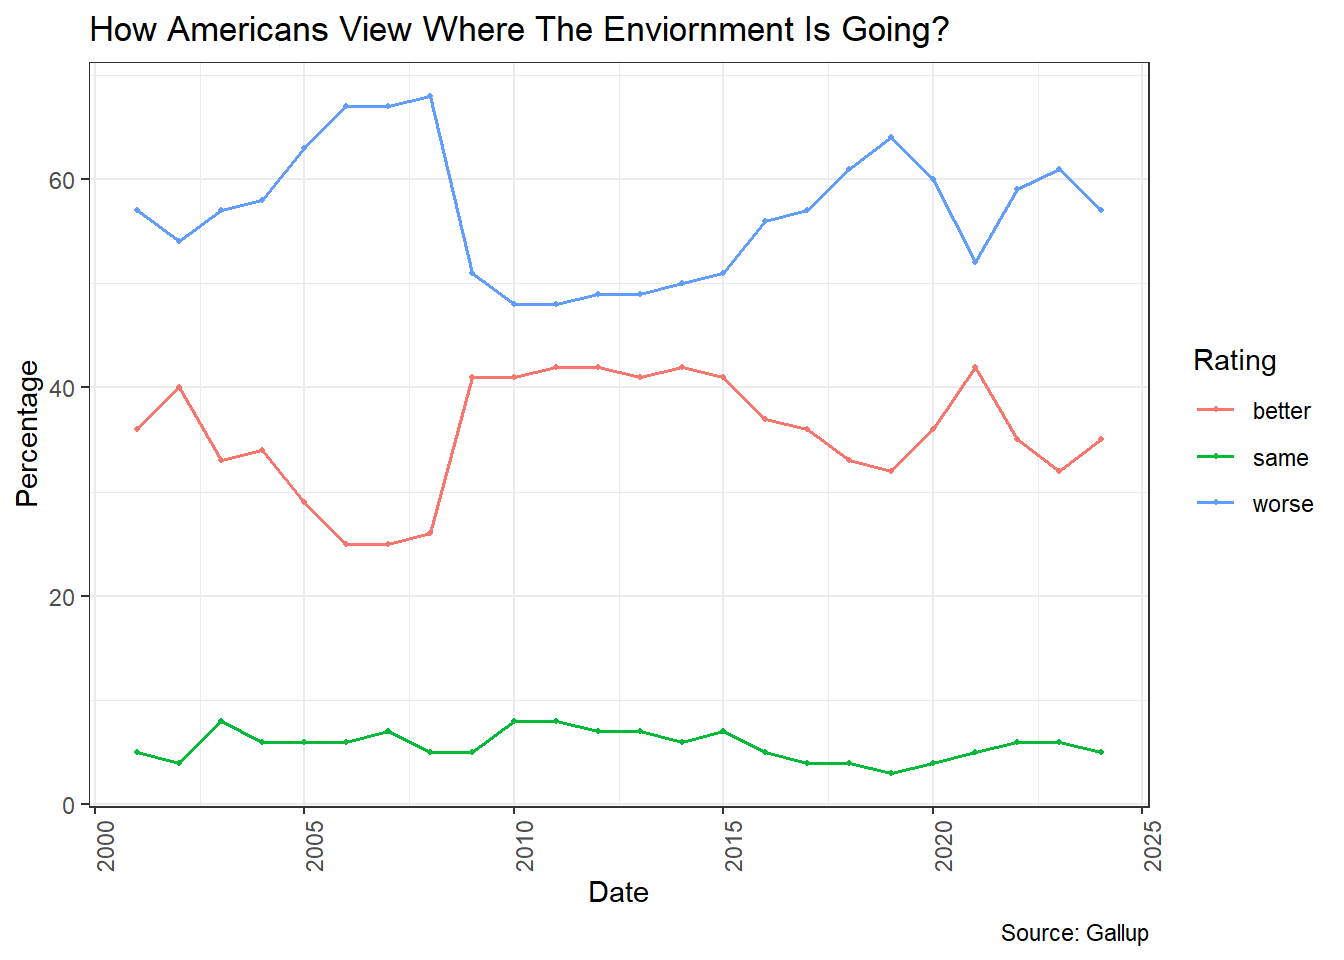 How Americans View Where The Enviornment Is Going?
Percentage
60
40
20
0
2000
2005
2010
2015
2020
2025
Date
Rating
better
same
worse
Source: Gallup